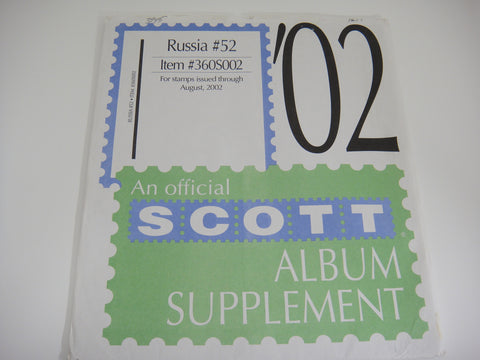 Russia #52
Item #360S002
For stamps issued through
August, 2002
'02
An official
SCOTT
ALBUM
SUPPLEMENT